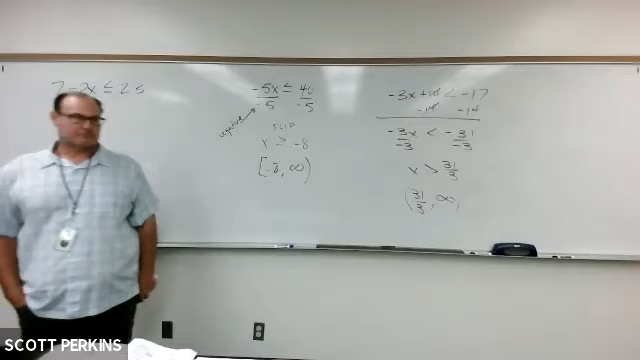 7 - 2x ≤ 25
-5x ≤ 40
-5 -5
negative
FLIP
x ≥ -8
[-8, ∞)
-3x + 14 < -17
-14 -14
-3x < -31
-3 -3
x > 31/3
(31/3, ∞)
SCOTT PERKINS